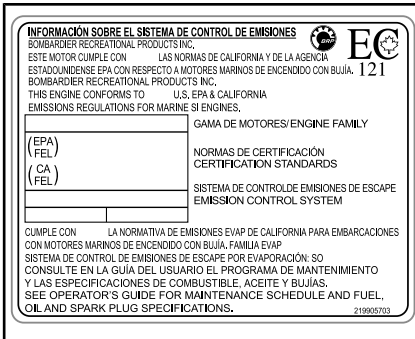 INFORMACIÓN SOBRE EL SISTEMA DE CONTROL DE EMISIONES
BOMBARDIER RECREATIONAL PRODUCTS INC,
ESTE MOTOR CUMPLE CON LAS NORMAS DE CALIFORNIA Y DE LA AGENCIA
ESTADOUNIDENSE EPA CON RESPECTO A MOTORES MARINOS DE ENCENDIDO CON BUJÍA.
BOMBARDIER RECREATIONAL PRODUCTS INC.
THIS ENGINE CONFORMS TO U,S, EPA & CALIFORNIA
EMISSIONS REGULATIONS FOR MARINE SI ENGINES,
BRP
EC
121
GAMA DE MOTORES/ENGINE FAMILY
(EPA
FEL)
NORMAS DE CERTIFICACIÓN
CERTIFICATION STANDARDS
(CA
FEL)
SISTEMA DE CONTROLDE EMISIONES DE ESCAPE
EMISSION CONTROL SYSTEM
CUMPLE CON LA NORMATIVA DE EMISIONES EVAP DE CALIFORNIA PARA EMBARCACIONES
CON MOTORES MARINOS DE ENCENDIDO CON BUJÍA. FAMILIA EVAP
SISTEMA DE CONTROL DE EMISIONES DE ESCAPE POR EVAPORACIÓN: SO
CONSULTE EN LA GUÍA DEL USUARIO EL PROGRAMA DE MANTENIMIENTO
Y LAS ESPECIFICACIONES DE COMBUSTIBLE, ACEITE Y BUJÍAS.
SEE OPERATOR'S GUIDE FOR MAINTENANCE SCHEDULE AND FUEL,
OIL AND SPARK PLUG SPECIFICATIONS.
219905703